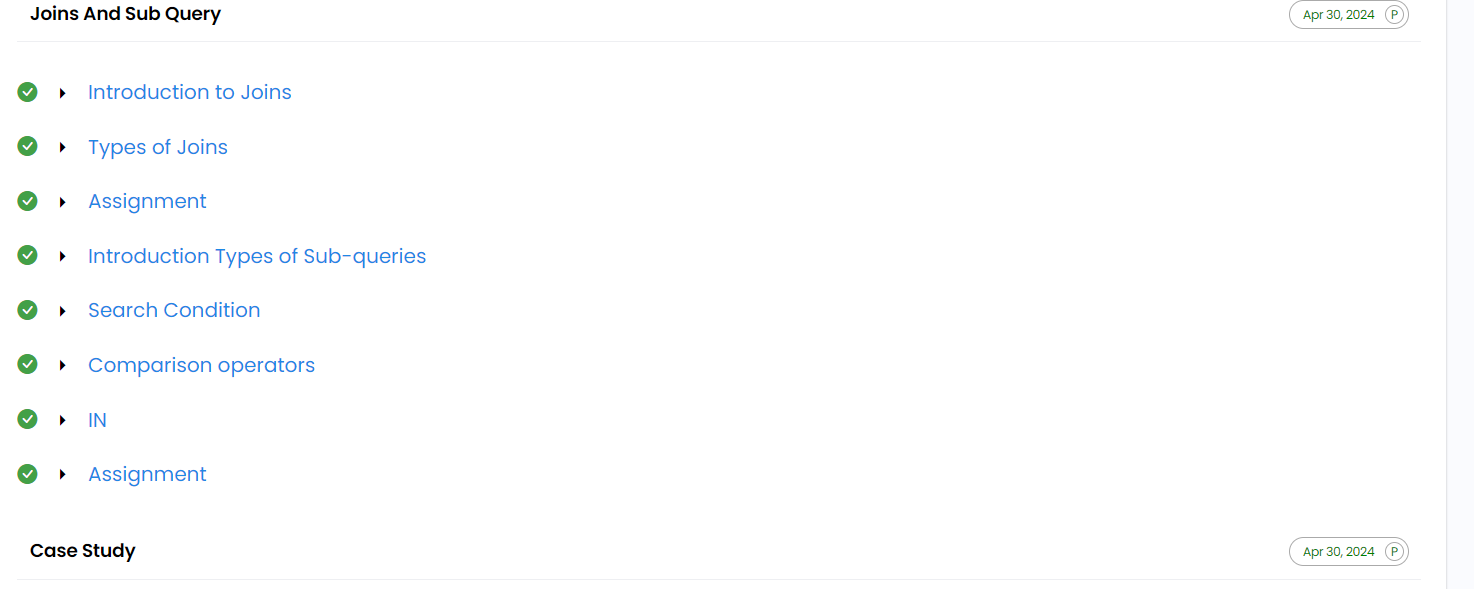 Joins And Sub Query Apr 30, 2024 P
Introduction to Joins
Types of Joins
Assignment
Introduction Types of Sub-queries
Search Condition
Comparison operators
IN
Assignment
Case Study Apr 30, 2024 P